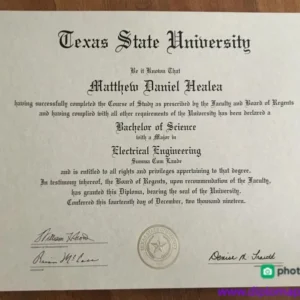 Texas State University
Be it Known That
Matthew Daniel Healea
having successfully completed the Course of Study as prescribed by the Faculty and Board of Regents
and having complied with all other requirements of the University has been declared a
Bachelor of Science
with a Major in
Electrical Engineering
Summa Cum Laude
and is entitled to all rights and privileges appertaining to that degree.
In testimony whereof, the Board of Regents, upon recommendation of the Faculty,
has granted this Diploma, bearing the seal of the University.
Conferred this fourteenth day of December, two thousand nineteen.
photo